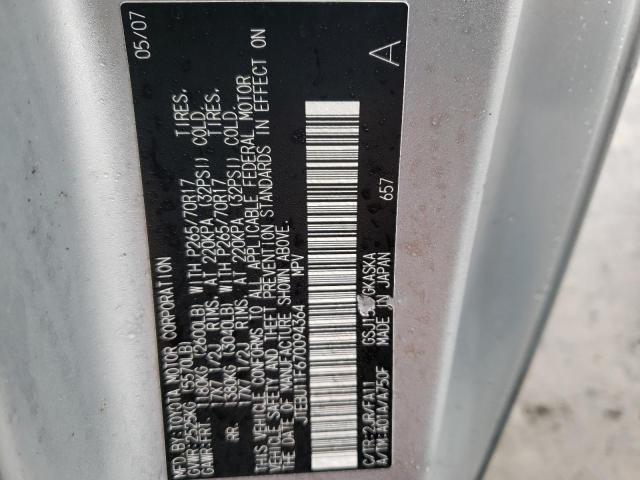 MFD.BY:TOYOTA MOTOR CORPORATION 05/07
GVWR:2525KG (5570LB)
GAWR:FRT. 1180KG (2600LB) WITH P265/70R17 TIRES.
17X7 1/2J RIMS. AT 220KPA (32PSI) COLD.
RR. 1380KG (3040LB) WITH P265/70R17 TIRES.
17X7 1/2J RIMS. AT 220KPA (32PSI) COLD.
THIS VEHICLE CONFORMS TO ALL APPLICABLE FEDERAL MOTOR
VEHICLE SAFETY AND THEFT PREVENTION STANDARDS IN EFFECT ON
THE DATE OF MANUFACTURE SHOWN ABOVE.
JTEBU11F670094364 MPV
A
C/TR:2JR/FA11 GSJ15 GKASKA 657
A/TM:A01A/A750F MADE IN JAPAN